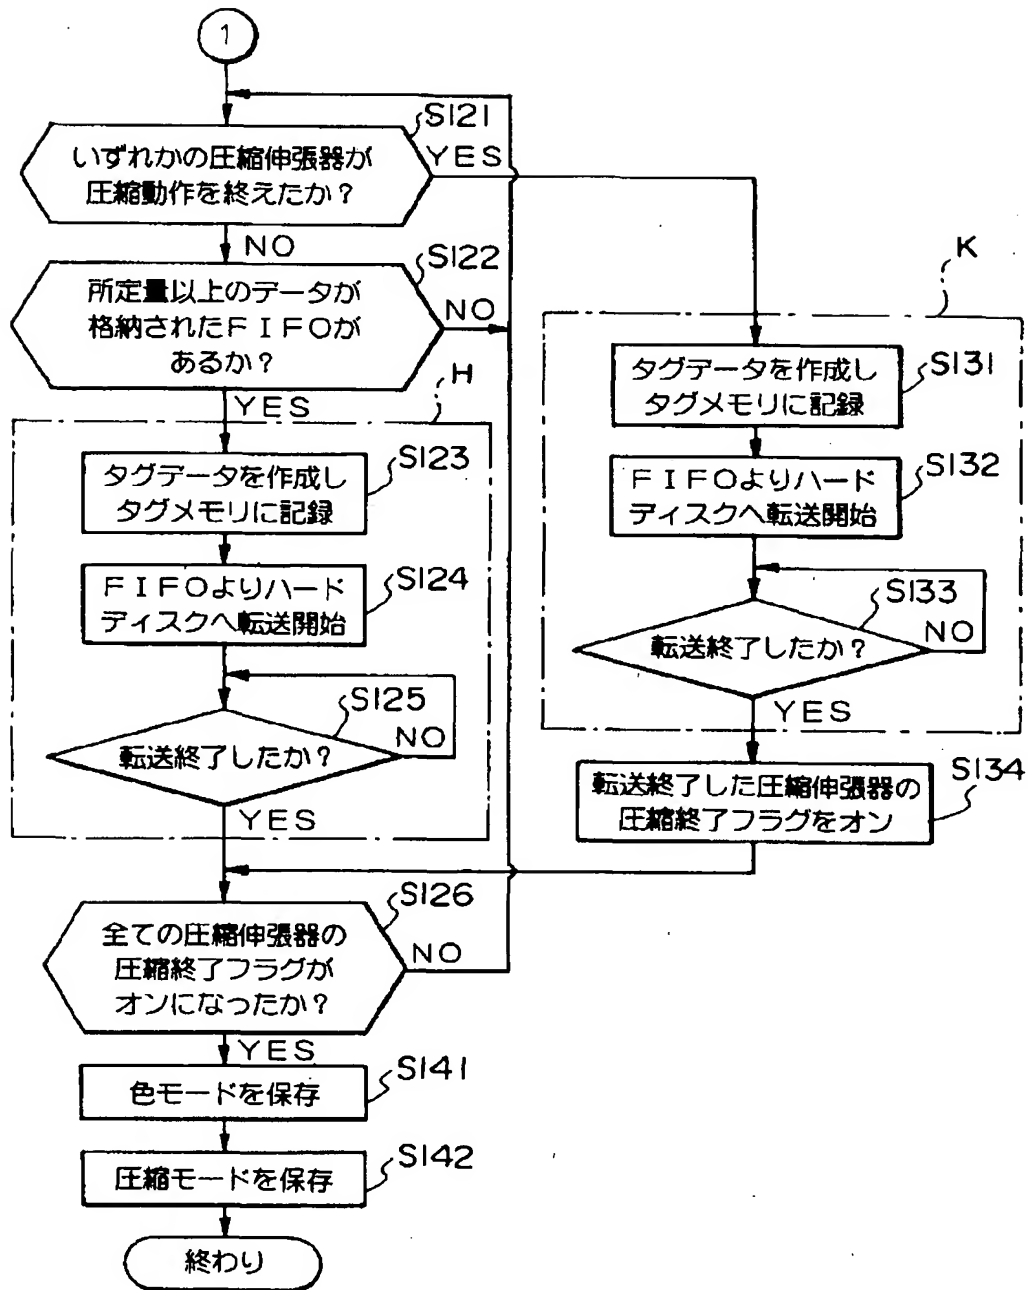 1
S121
いずれかの圧縮伸張器が
圧縮動作を終えたか？
YES
NO
S122
所定量以上のデータが
格納されたＦＩＦＯが
あるか？
NO
YES
H
S123
タグデータを作成し
タグメモリに記録
S124
ＦＩＦＯよりハード
ディスクへ転送開始
S125
転送終了したか？
NO
YES
K
S131
タグデータを作成し
タグメモリに記録
S132
ＦＩＦＯよりハード
ディスクへ転送開始
S133
転送終了したか？
NO
YES
S134
転送終了した圧縮伸張器の
圧縮終了フラグをオン
S126
全ての圧縮伸張器の
圧縮終了フラグが
オンになったか？
NO
YES
S141
色モードを保存
S142
圧縮モードを保存
終わり